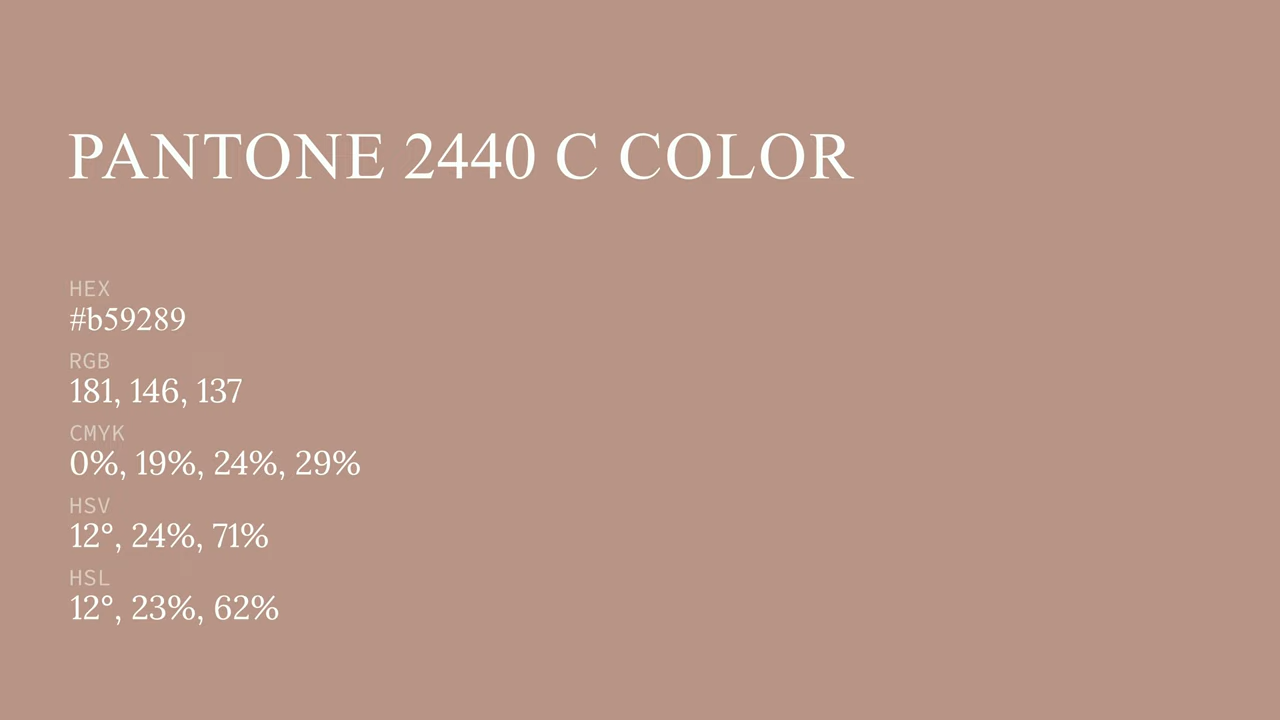 PANTONE 2440 C COLOR
HEX
#b59289
RGB
181, 146, 137
CMYK
0%, 19%, 24%, 29%
HSV
12°, 24%, 71%
HSL
12°, 23%, 62%